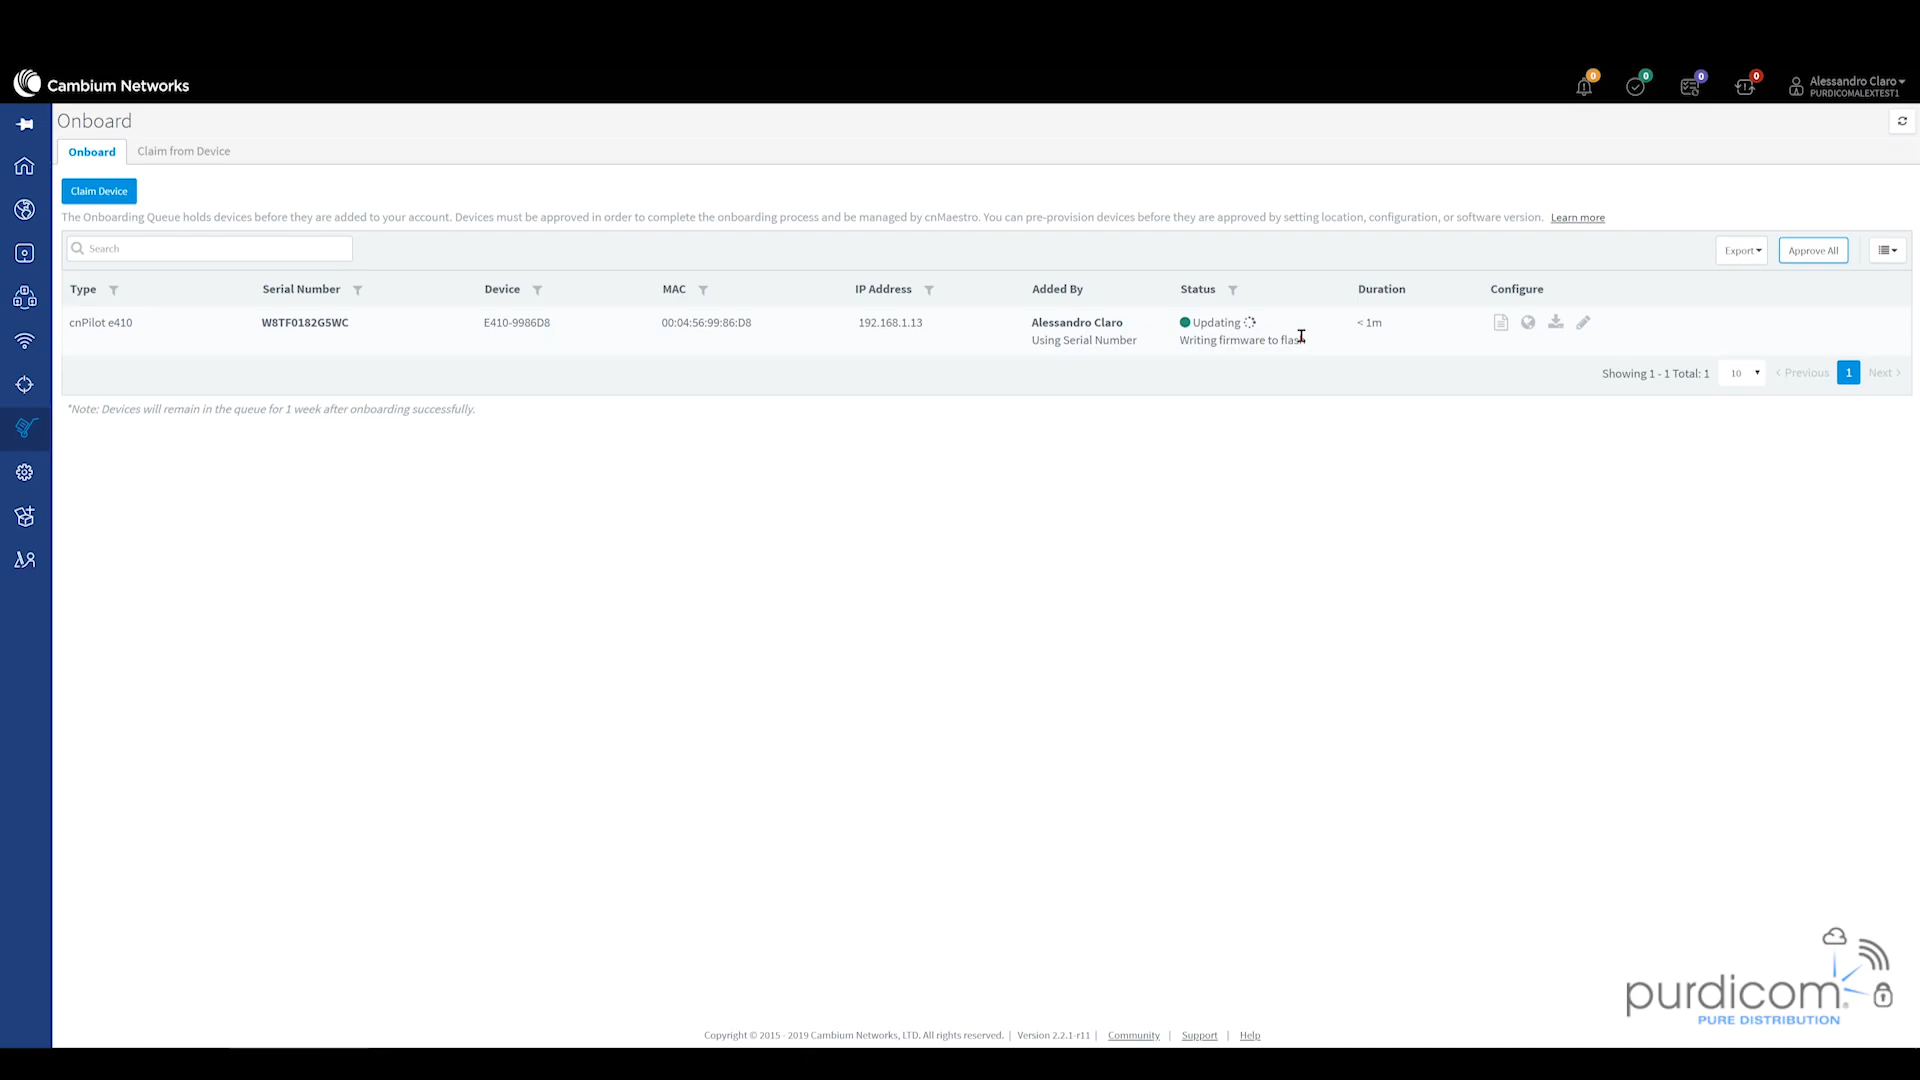 Cambium Networks
0
0
0
0
Alessandro Claro
PURDICOMALEXTEST1
Onboard
Onboard
Claim from Device
Claim Device
The Onboarding Queue holds devices before they are added to your account. Devices must be approved in order to complete the onboarding process and be managed by cnMaestro. You can pre-provision devices before they are approved by setting location, configuration, or software version. Learn more
Search
Export
Approve All
Type Serial Number Device MAC IP Address Added By Status Duration Configure
cnPilot e410 W8TF0182G5WC E410-9986D8 00:04:56:99:86:D8 192.168.1.13 Alessandro Claro Updating < 1m
Using Serial Number Writing firmware to flash
Showing 1 - 1 Total: 1 10 < Previous 1 Next >
*Note: Devices will remain in the queue for 1 week after onboarding successfully.
purdicom
PURE DISTRIBUTION
Copyright © 2015 - 2019 Cambium Networks, LTD. All rights reserved. | Version 2.2.1-r11 | Community | Support | Help